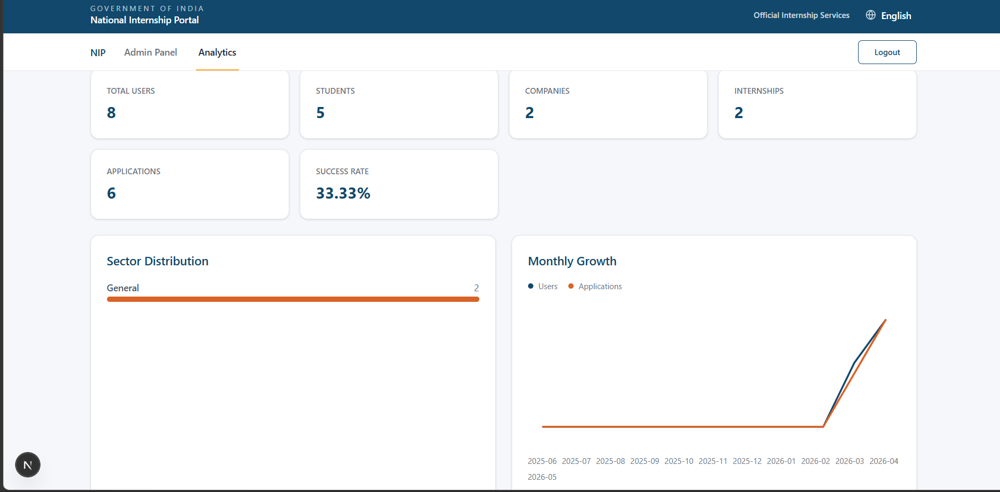 GOVERNMENT OF INDIA
National Internship Portal
Official Internship Services
English
NIP Admin Panel Analytics
Logout
TOTAL USERS
8
STUDENTS
5
COMPANIES
2
INTERNSHIPS
2
APPLICATIONS
6
SUCCESS RATE
33.33%
Sector Distribution
General 2
Monthly Growth
Users Applications
2025-06 2025-07 2025-08 2025-09 2025-10 2025-11 2025-12 2026-01 2026-02 2026-03 2026-04
2026-05
N